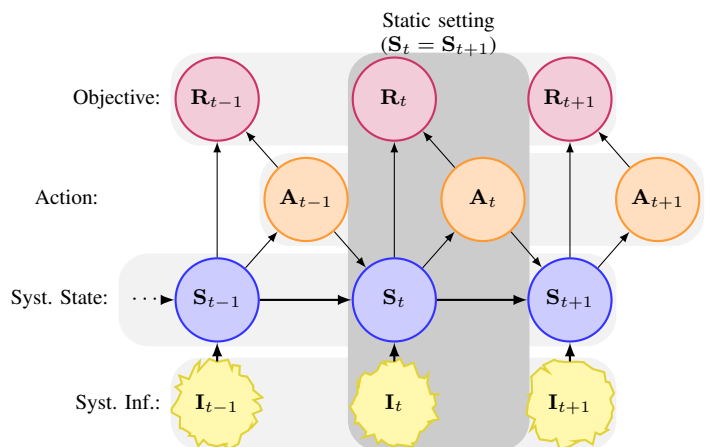 Static setting
(S_t = S_{t+1})
Objective: R_{t−1} R_t R_{t+1}
Action: A_{t−1} A_t A_{t+1}
Syst. State: ··· S_{t−1} S_t S_{t+1}
Syst. Inf.: I_{t−1} I_t I_{t+1}